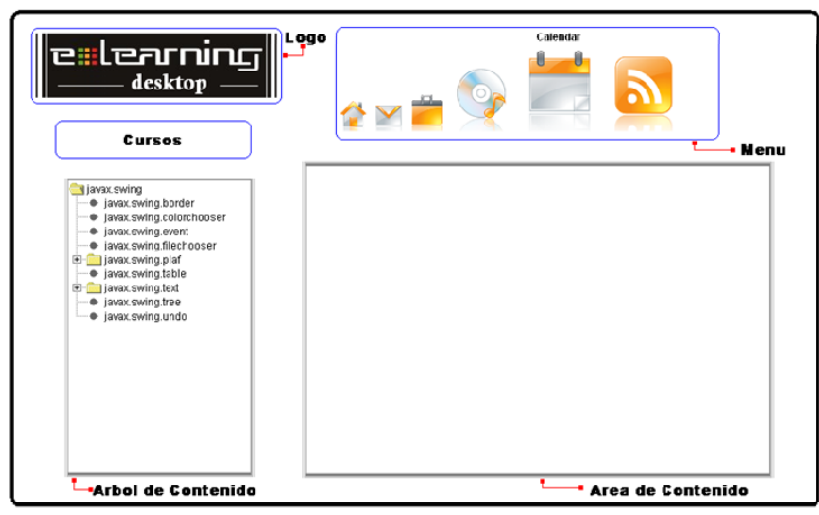 e-learning
desktop
Logo
Calendar
Menu
Cursos
javax.swing
javax.swing.border
javax.swing.colorchooser
javax.swing.event
javax.swing.filechooser
javax.swing.plaf
javax.swing.table
javax.swing.text
javax.swing.tree
javax.swing.undo
Arbol de Contenido
Area de Contenido